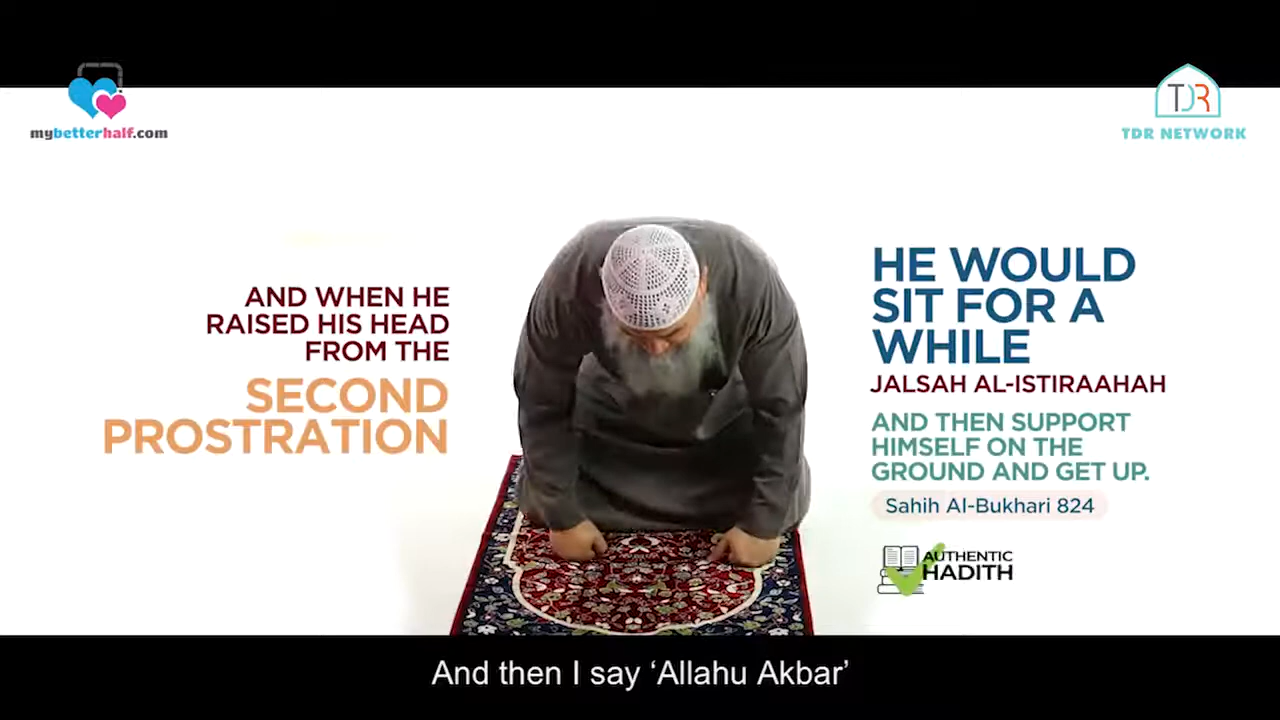 mybetterhalf.com
TDR
TDR NETWORK
AND WHEN HE
RAISED HIS HEAD
FROM THE
SECOND
PROSTRATION
HE WOULD
SIT FOR A
WHILE
JALSAH AL-ISTIRAAHAH
AND THEN SUPPORT
HIMSELF ON THE
GROUND AND GET UP.
Sahih Al-Bukhari 824
AUTHENTIC
HADITH
And then I say ‘Allahu Akbar’